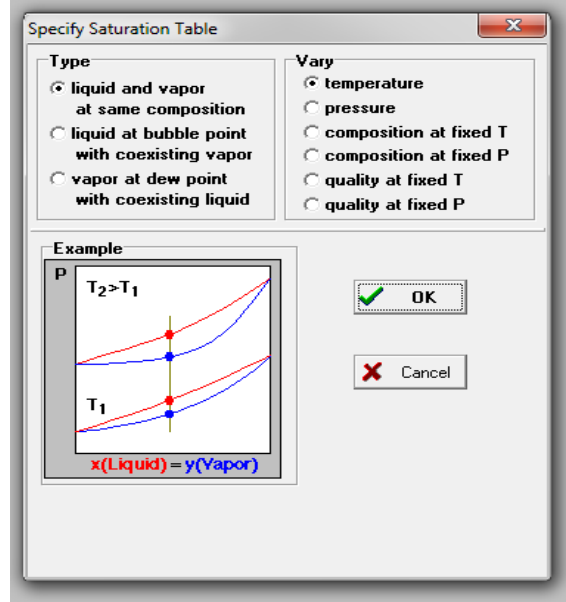 Specify Saturation Table
Type
liquid and vapor
at same composition
liquid at bubble point
with coexisting vapor
vapor at dew point
with coexisting liquid
Vary
temperature
pressure
composition at fixed T
composition at fixed P
quality at fixed T
quality at fixed P
Example
P
T2>T1
T1
x(Liquid)=y(Vapor)
OK
Cancel